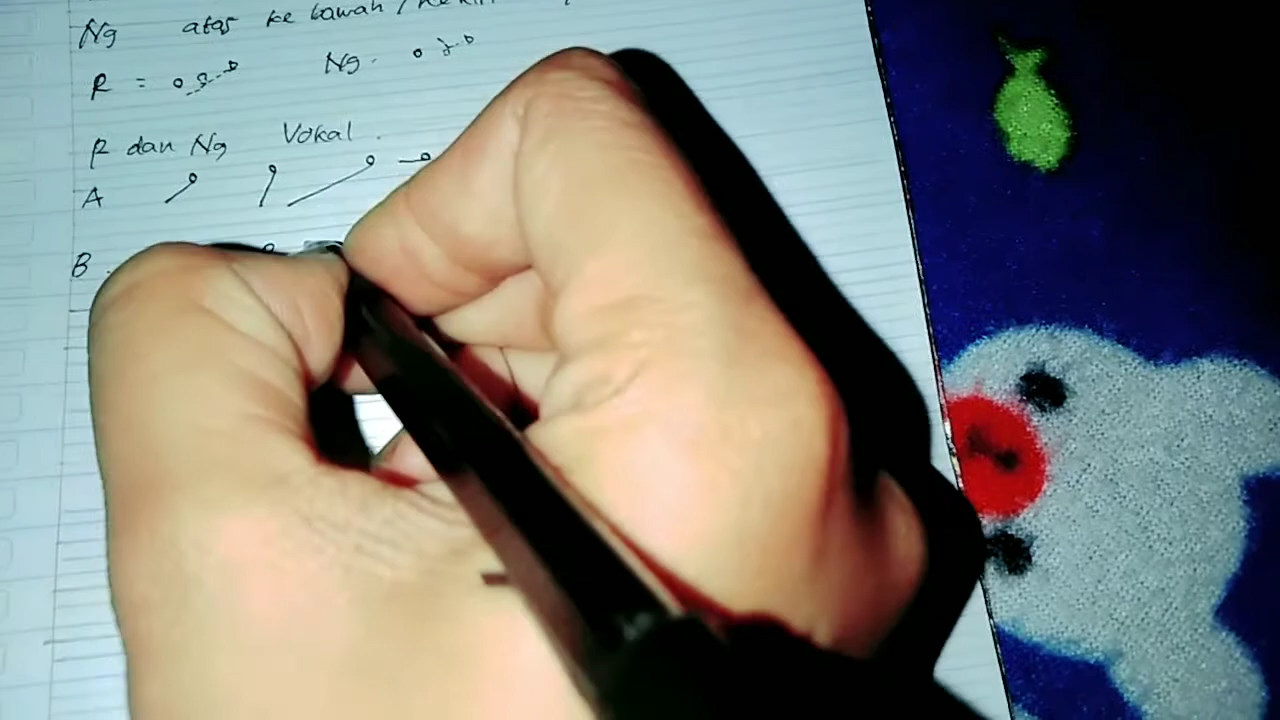 Ng atas ke bawah /
R = Ng.
R dan Ng Vokal.
A
B